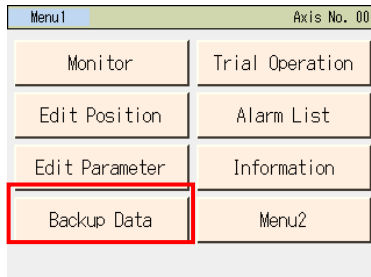 Menu1 Axis No. 00
Monitor Trial Operation
Edit Position Alarm List
Edit Parameter Information
Backup Data Menu2